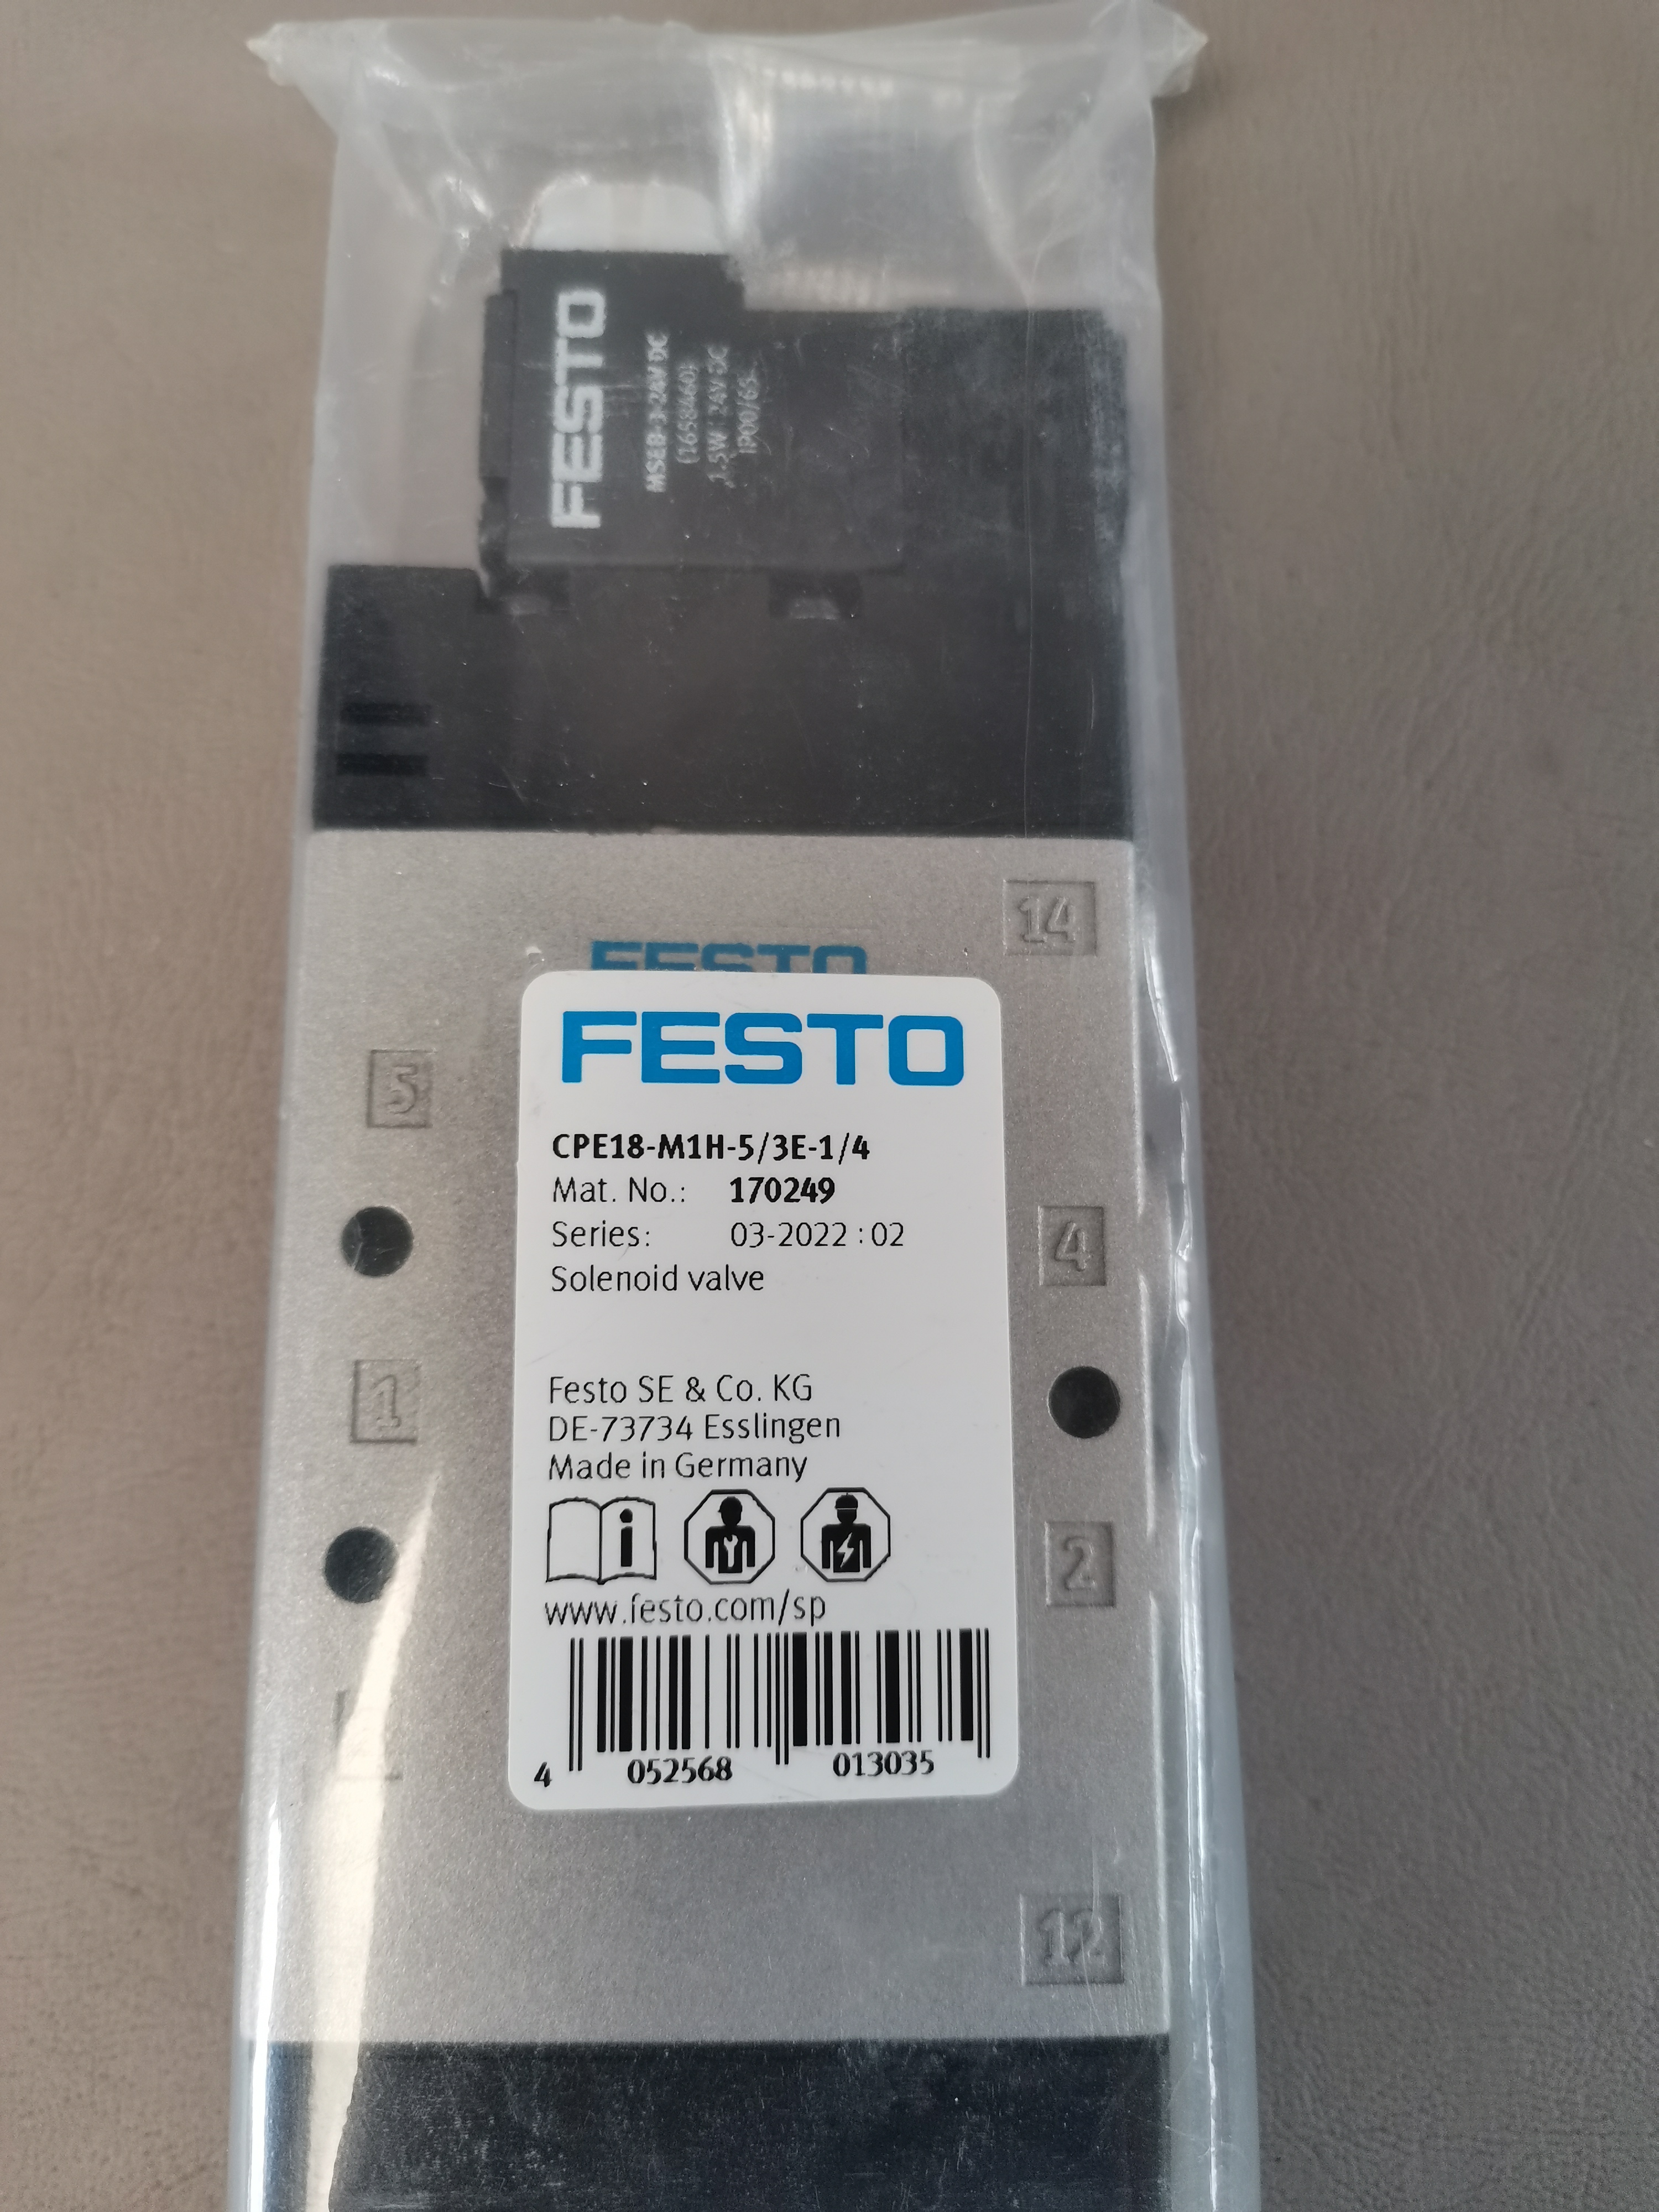 FESTO
MSEB-3-24V DC
(1658460)
1.5W 24V DC
IP00/65
14
FESTO
FESTO
5
CPE18-M1H-5/3E-1/4
Mat. No.: 170249
Series: 03-2022 : 02
Solenoid valve
4
1
Festo SE & Co. KG
DE-73734 Esslingen
Made in Germany
2
www.festo.com/sp
4 052568 013035
12